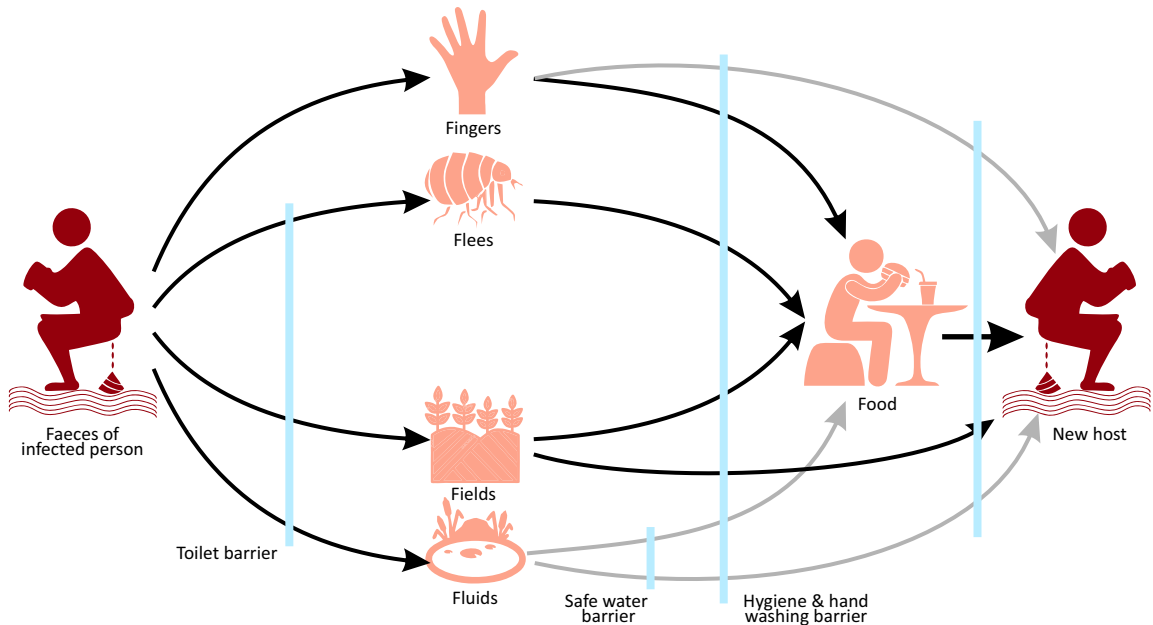 Fingers
Flees
Faeces of
infected person
Food
New host
Fields
Toilet barrier
Fluids
Safe water
barrier
Hygiene & hand
washing barrier